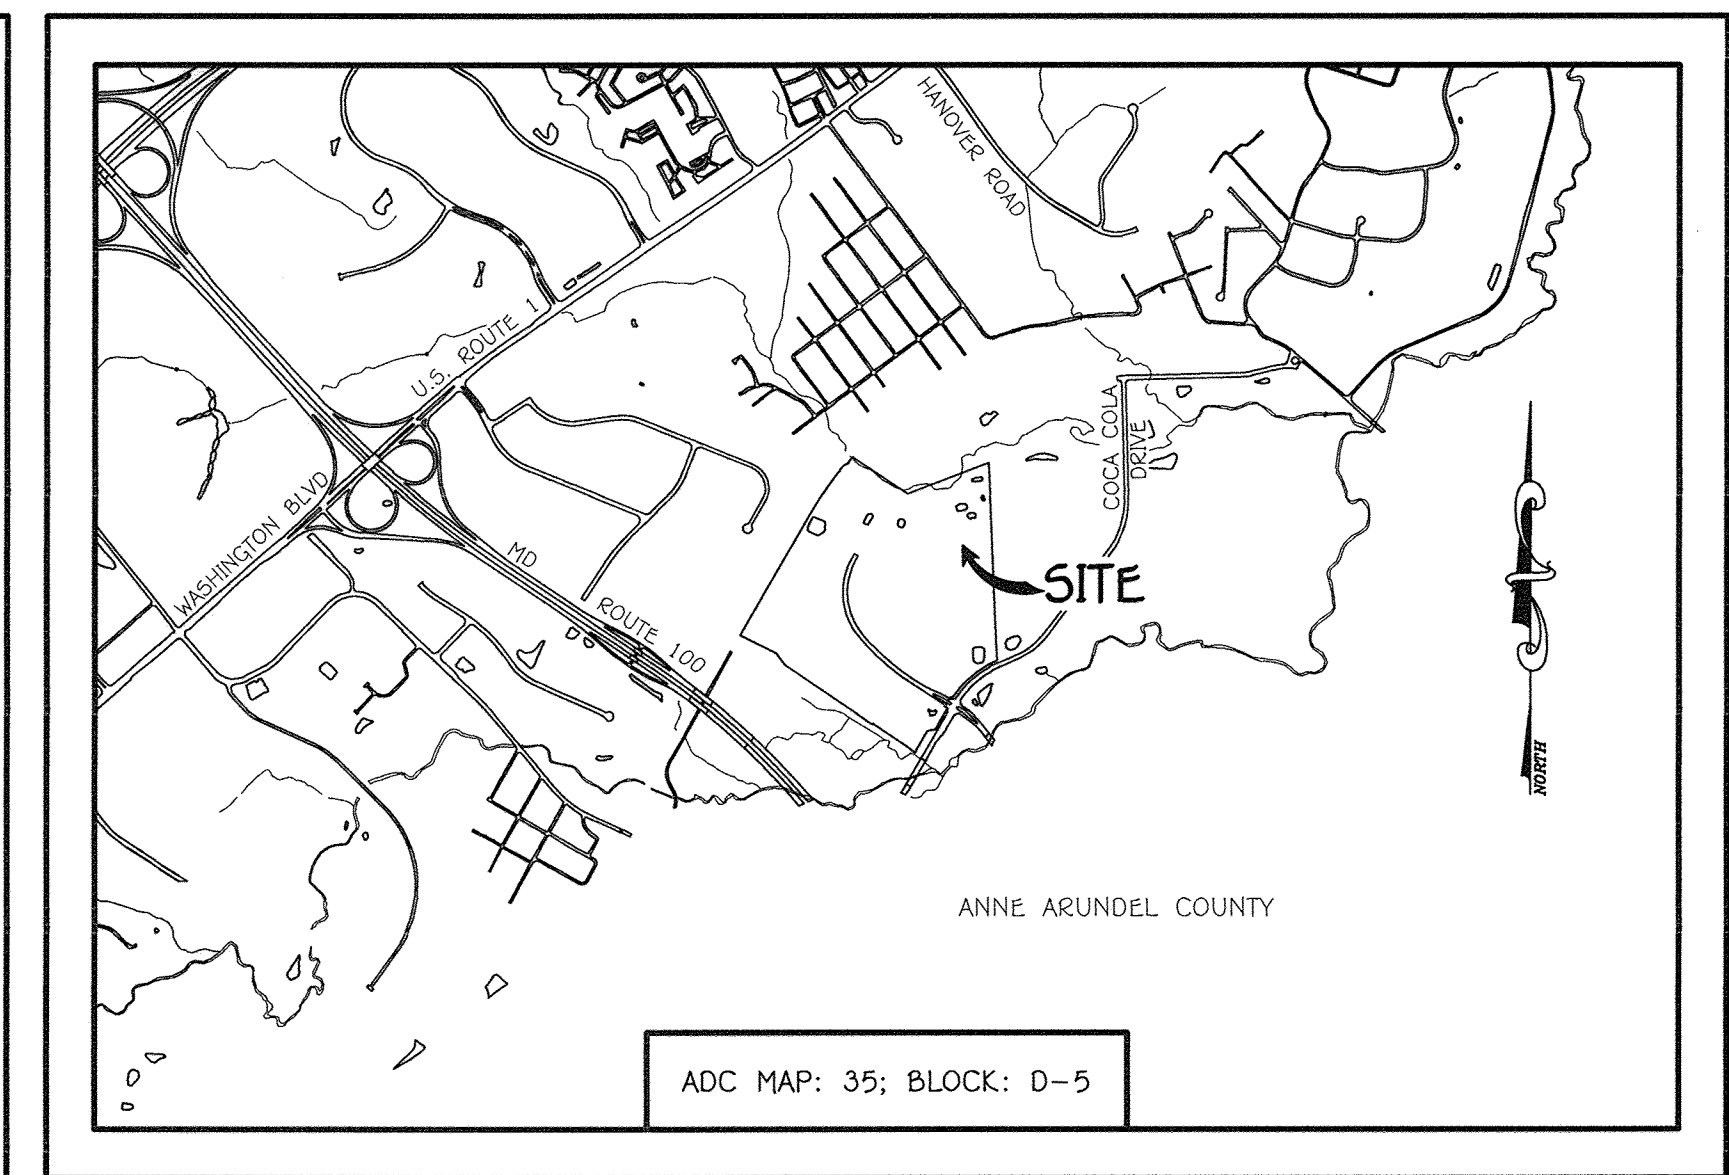 HANOVER ROAD
U.S. ROUTE 1
WASHINGTON BLVD
MD
ROUTE 100
COCA COLA
DRIVE
SITE
NORTH
ANNE ARUNDEL COUNTY
ADC MAP: 35; BLOCK: D-5